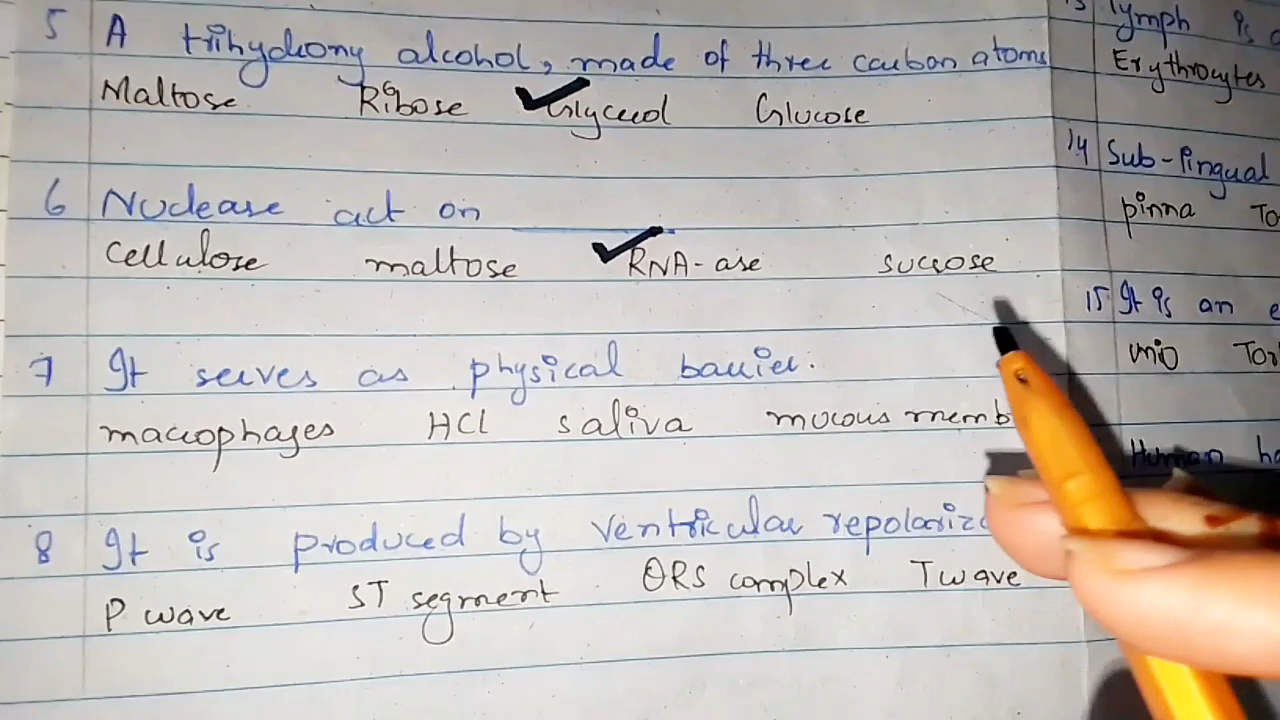 5 A trihydroxy alcohol, made of three carbon atoms
Maltose Ribose Glycerol Glucose
6 Nuclease act on
cellulose maltose RNA-ase sucrose
7 It serves as physical barrier.
macrophages HCl saliva mucous memb
8 It is produced by ventricular repolariz
P wave ST segment QRS complex T wave
13 lymph is
Erythrocytes
14 Sub-lingual
pinna
15 It is an
Human